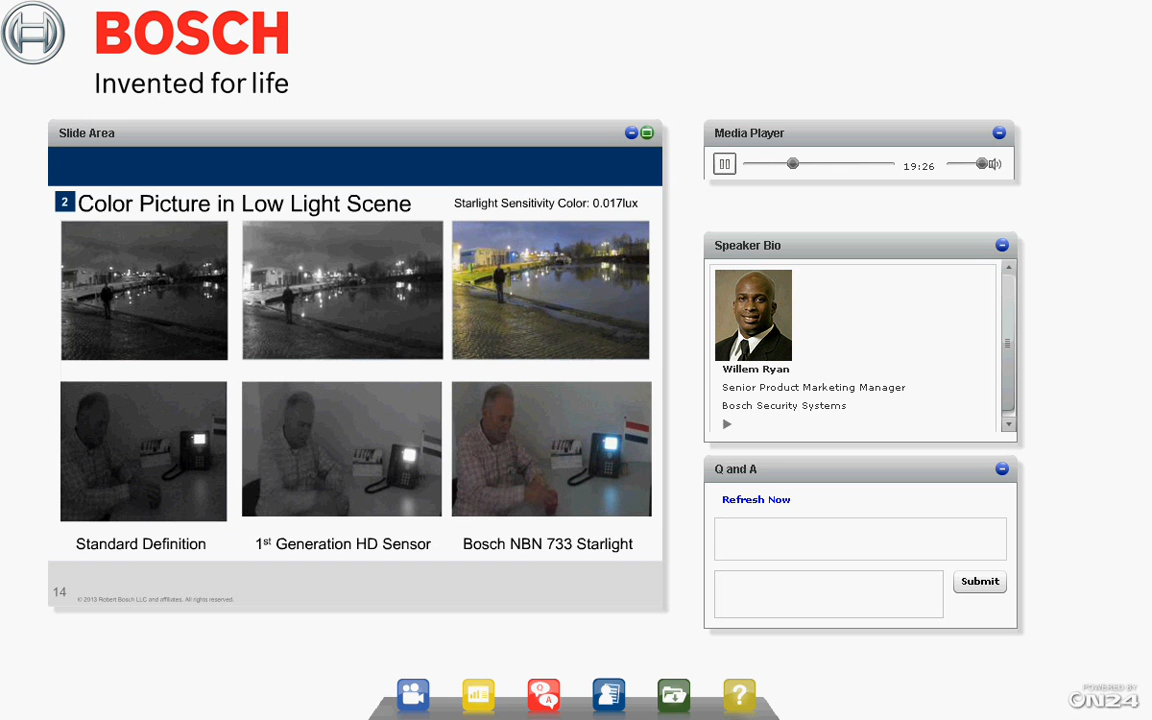 BOSCH
Invented for life
Slide Area
2 Color Picture in Low Light Scene
Starlight Sensitivity Color: 0.017lux
Standard Definition
1st Generation HD Sensor
Bosch NBN 733 Starlight
14
© 2013 Robert Bosch LLC and affiliates. All rights reserved.
Media Player
19:26
Speaker Bio
Willem Ryan
Senior Product Marketing Manager
Bosch Security Systems
Q and A
Refresh Now
Submit
Q
A
?
POWERED BY
ON24